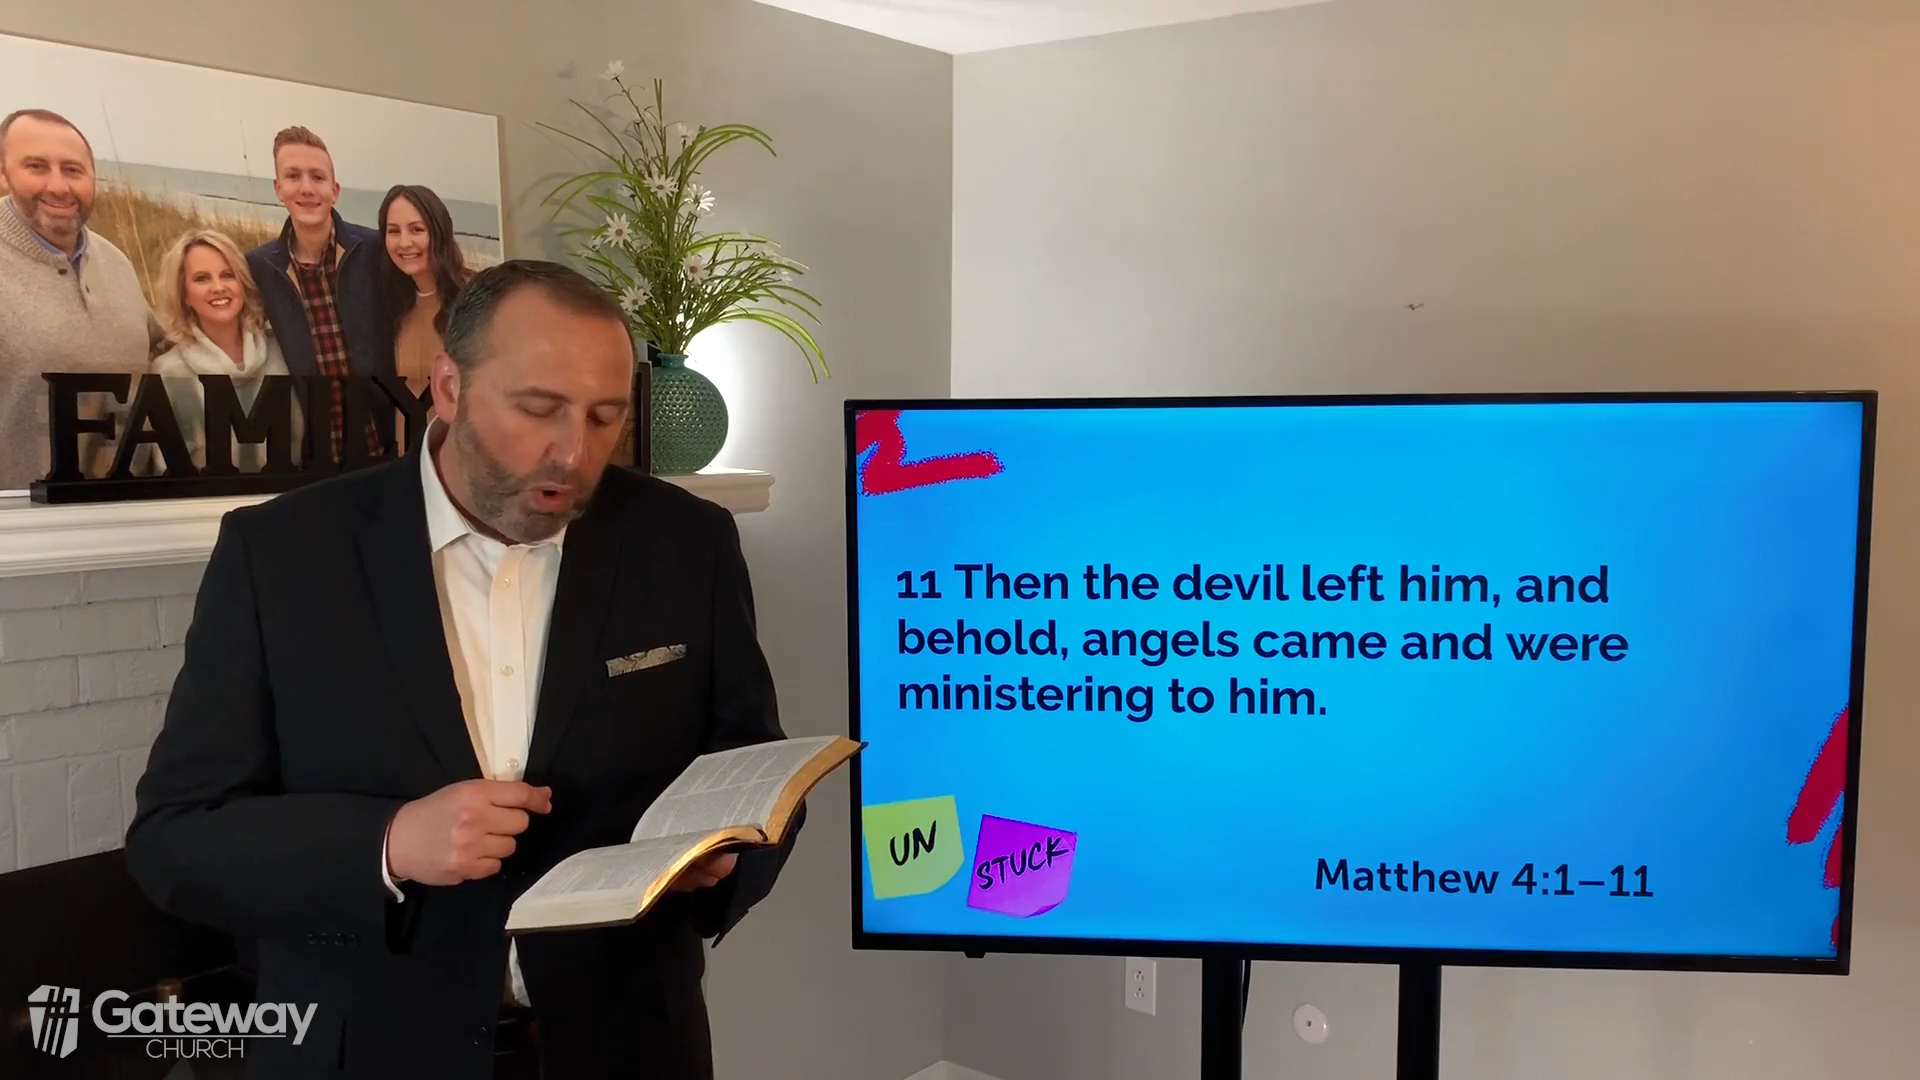 FAMILY
11 Then the devil left him, and
behold, angels came and were
ministering to him.
UN
STUCK
Matthew 4:1–11
Gateway
CHURCH